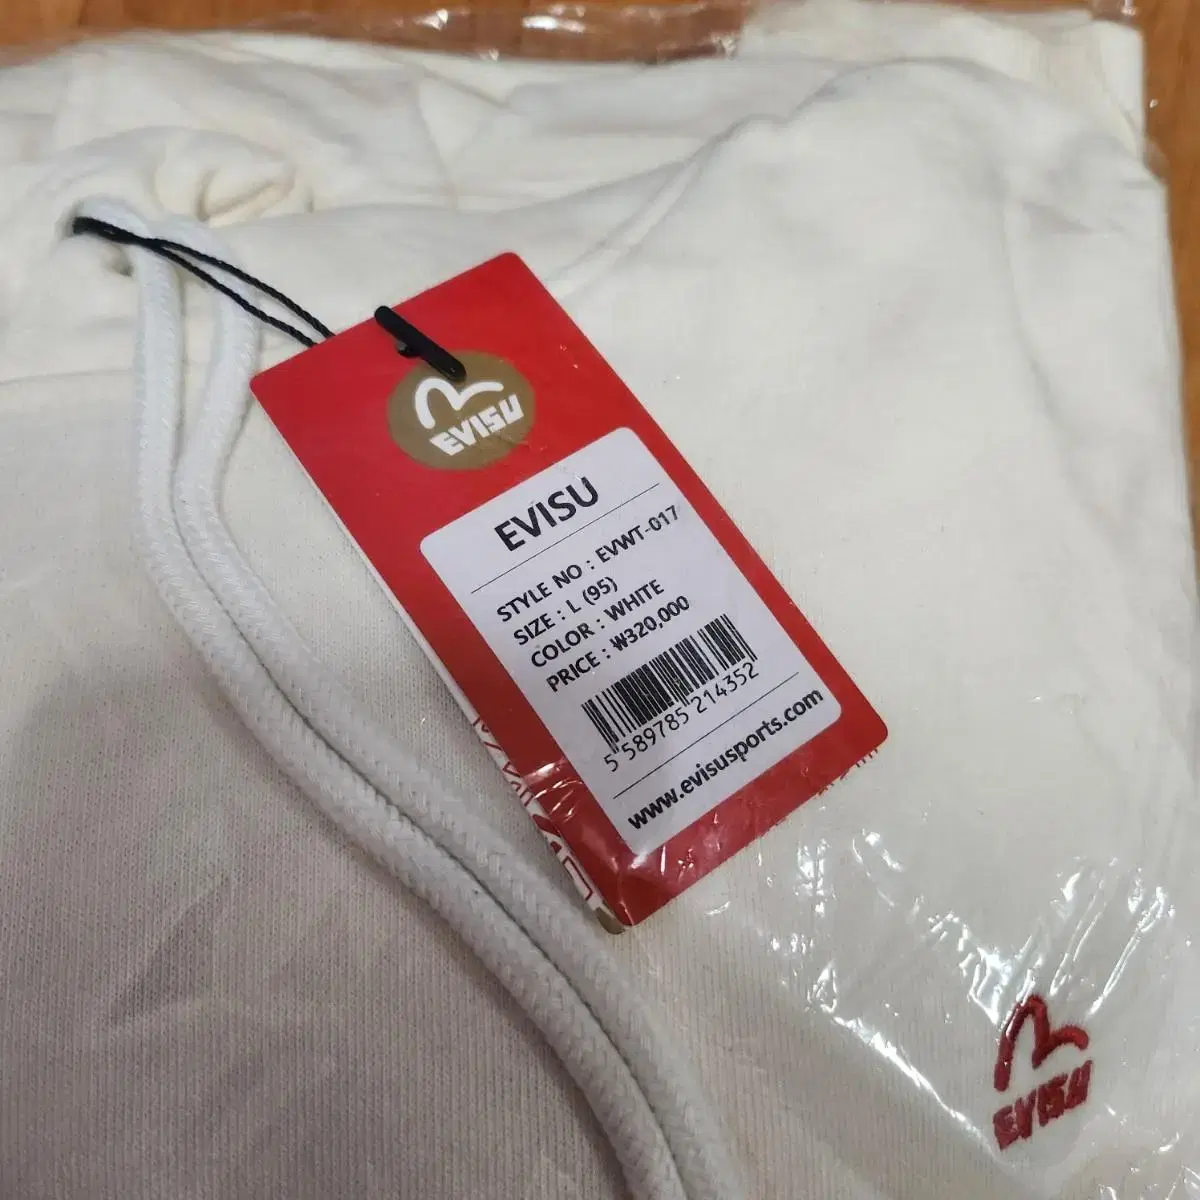 EVISU
EVISU
STYLE NO : EVWT-017
SIZE : L (95)
COLOR : WHITE
PRICE : ₩320,000
5 589785 214352
www.evisusports.com
EVISU